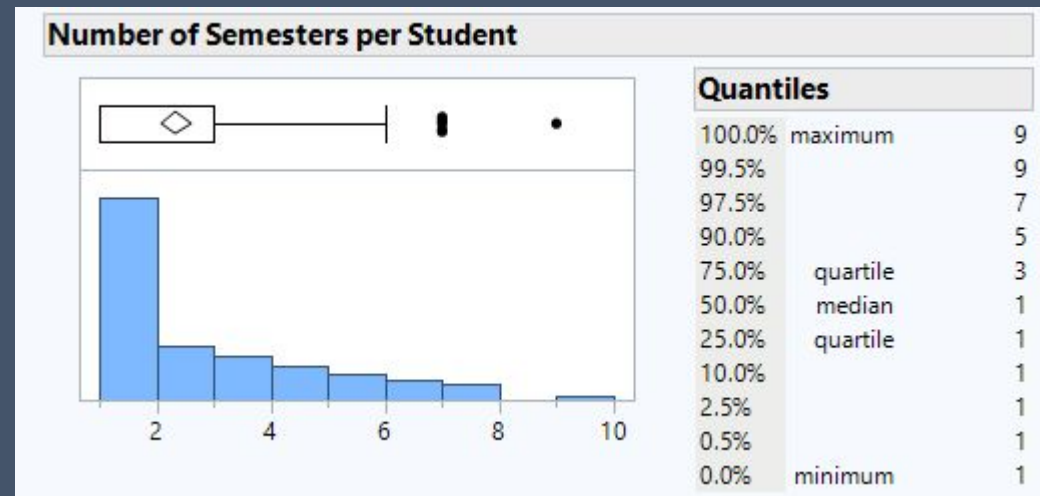 Number of Semesters per Student
2 4 6 8 10
Quantiles
100.0% maximum 9
99.5% 9
97.5% 7
90.0% 5
75.0% quartile 3
50.0% median 1
25.0% quartile 1
10.0% 1
2.5% 1
0.5% 1
0.0% minimum 1